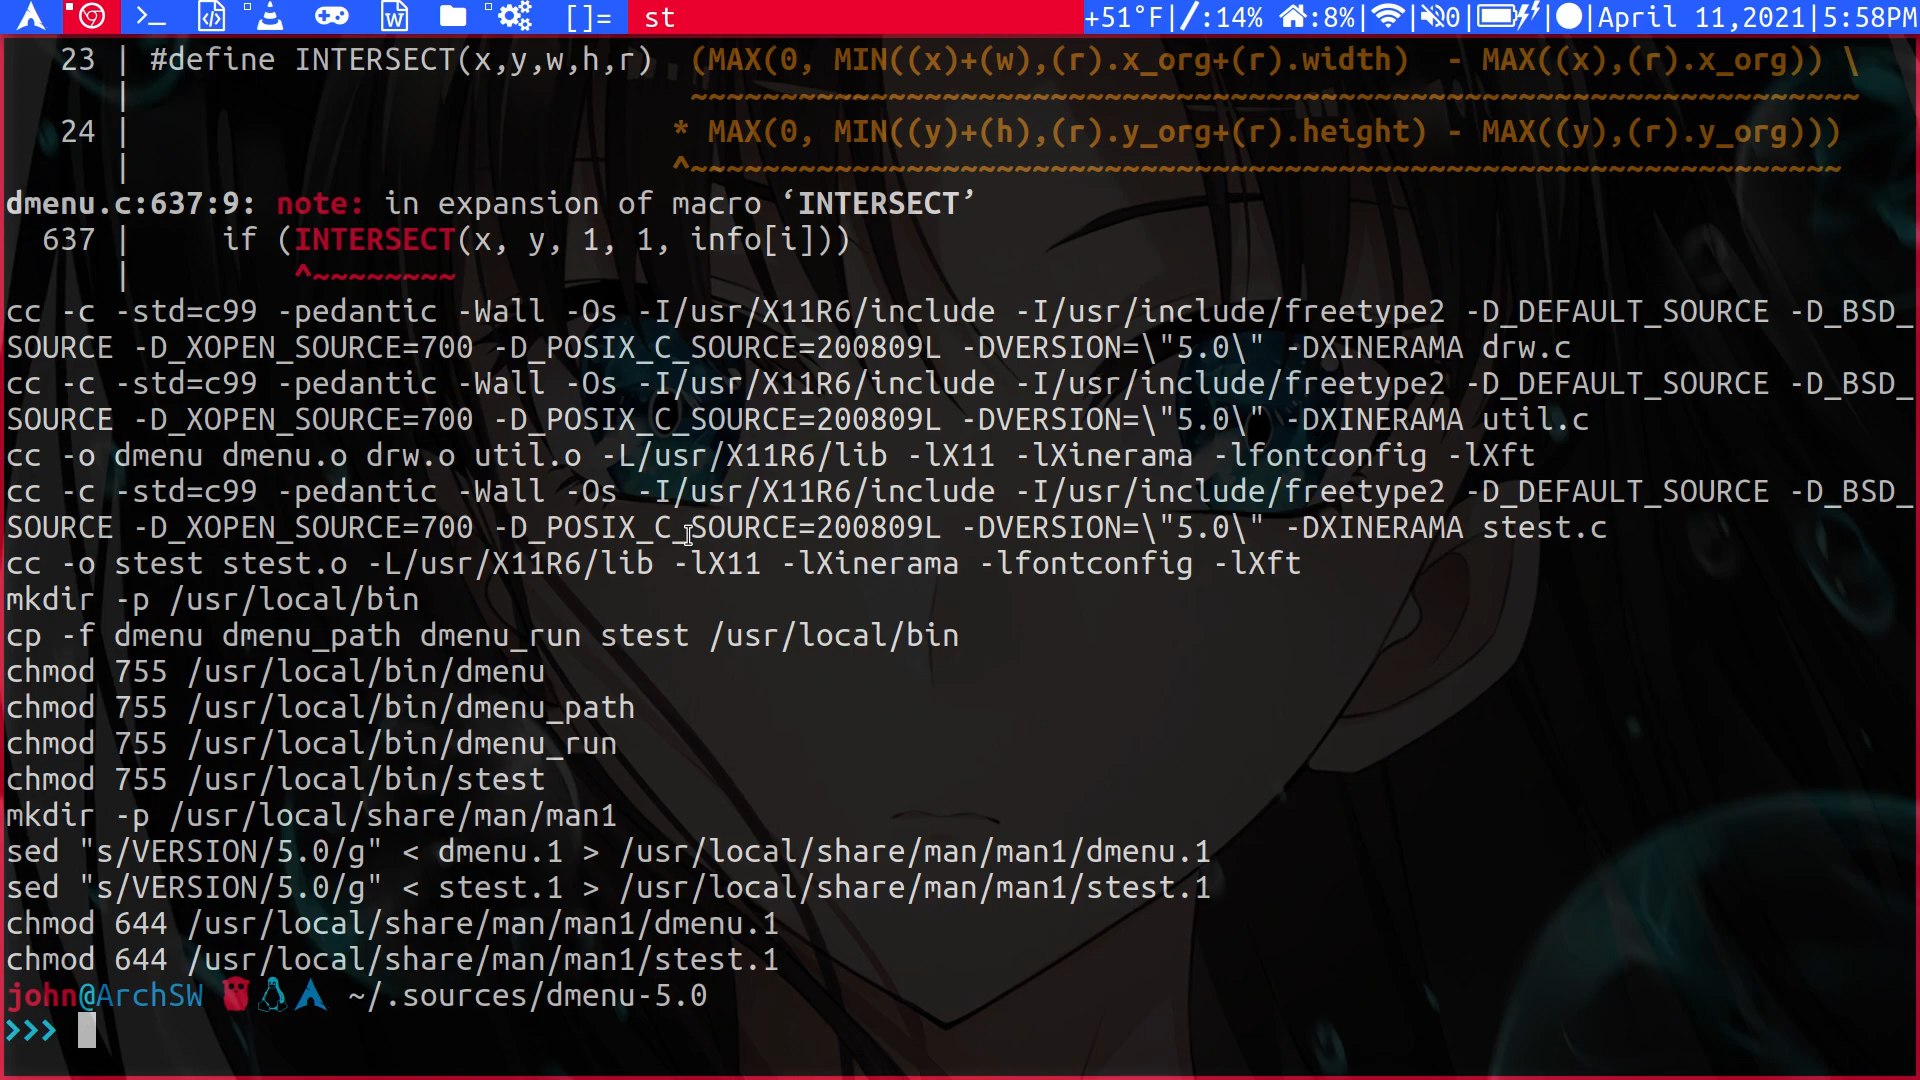 []= st +51°F|/:14% :8%| | 0| | |April 11,2021|5:58PM
23 | #define INTERSECT(x,y,w,h,r)  (MAX(0, MIN((x)+(w),(r).x_org+(r).width)  - MAX((x),(r).x_org)) \
| ~~~~~~~~~~~~~~~~~~~~~~~~~~~~~~~~~~~~~~~~~~~~~~~~~~~~~~~~~~~~~~~~~
24 | * MAX(0, MIN((y)+(h),(r).y_org+(r).height) - MAX((y),(r).y_org)))
| ^~~~~~~~~~~~~~~~~~~~~~~~~~~~~~~~~~~~~~~~~~~~~~~~~~~~~~~~~~~~~~~~
dmenu.c:637:9: note: in expansion of macro ‘INTERSECT’
637 |     if (INTERSECT(x, y, 1, 1, info[i]))
| ^~~~~~~~~
cc -c -std=c99 -pedantic -Wall -Os -I/usr/X11R6/include -I/usr/include/freetype2 -D_DEFAULT_SOURCE -D_BSD_
SOURCE -D_XOPEN_SOURCE=700 -D_POSIX_C_SOURCE=200809L -DVERSION=\"5.0\" -DXINERAMA drw.c
cc -c -std=c99 -pedantic -Wall -Os -I/usr/X11R6/include -I/usr/include/freetype2 -D_DEFAULT_SOURCE -D_BSD_
SOURCE -D_XOPEN_SOURCE=700 -D_POSIX_C_SOURCE=200809L -DVERSION=\"5.0\" -DXINERAMA util.c
cc -o dmenu dmenu.o drw.o util.o -L/usr/X11R6/lib -lX11 -lXinerama -lfontconfig -lXft
cc -c -std=c99 -pedantic -Wall -Os -I/usr/X11R6/include -I/usr/include/freetype2 -D_DEFAULT_SOURCE -D_BSD_
SOURCE -D_XOPEN_SOURCE=700 -D_POSIX_C_SOURCE=200809L -DVERSION=\"5.0\" -DXINERAMA stest.c
cc -o stest stest.o -L/usr/X11R6/lib -lX11 -lXinerama -lfontconfig -lXft
mkdir -p /usr/local/bin
cp -f dmenu dmenu_path dmenu_run stest /usr/local/bin
chmod 755 /usr/local/bin/dmenu
chmod 755 /usr/local/bin/dmenu_path
chmod 755 /usr/local/bin/dmenu_run
chmod 755 /usr/local/bin/stest
mkdir -p /usr/local/share/man/man1
sed "s/VERSION/5.0/g" < dmenu.1 > /usr/local/share/man/man1/dmenu.1
sed "s/VERSION/5.0/g" < stest.1 > /usr/local/share/man/man1/stest.1
chmod 644 /usr/local/share/man/man1/dmenu.1
chmod 644 /usr/local/share/man/man1/stest.1
john@ArchSW ~/.sources/dmenu-5.0
>>>